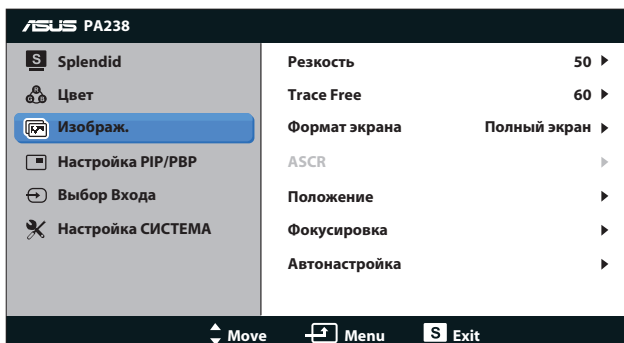 ASUS PA238
S Splendid
Цвет
Изображ.
Настройка PIP/PBP
Выбор Входа
Настройка СИСТЕМА
Резкость 50
Trace Free 60
Формат экрана Полный экран
ASCR
Положение
Фокусировка
Автонастройка
Move Menu S Exit